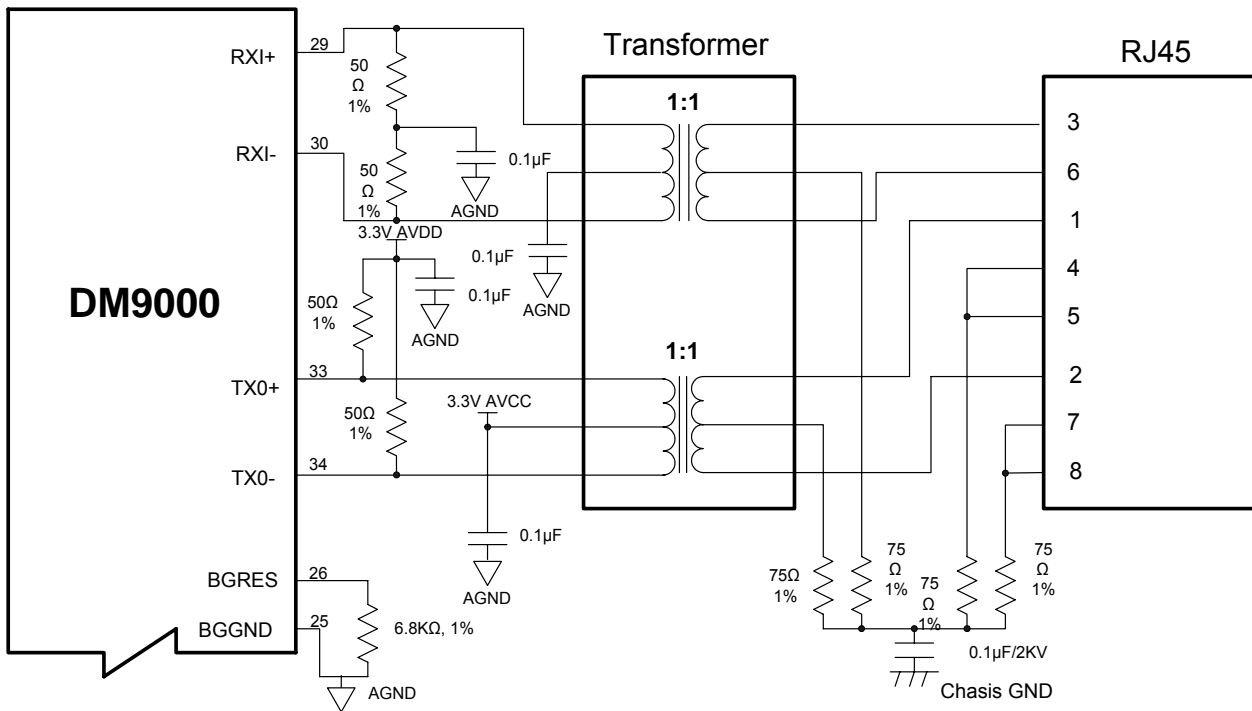 Transformer
RJ45
DM9000
RXI+
29
RXI-
30
50
Ω
1%
50
Ω
1%
0.1μF
AGND
3.3V AVDD
0.1μF
AGND
0.1μF
AGND
50Ω
1%
TX0+
33
50Ω
1%
TX0-
34
3.3V AVCC
0.1μF
AGND
BGRES
26
BGGND
25
6.8KΩ, 1%
AGND
1:1
1:1
3
6
1
4
5
2
7
8
75Ω
1%
75
Ω
1%
75
Ω
1%
75
Ω
1%
0.1μF/2KV
Chasis GND